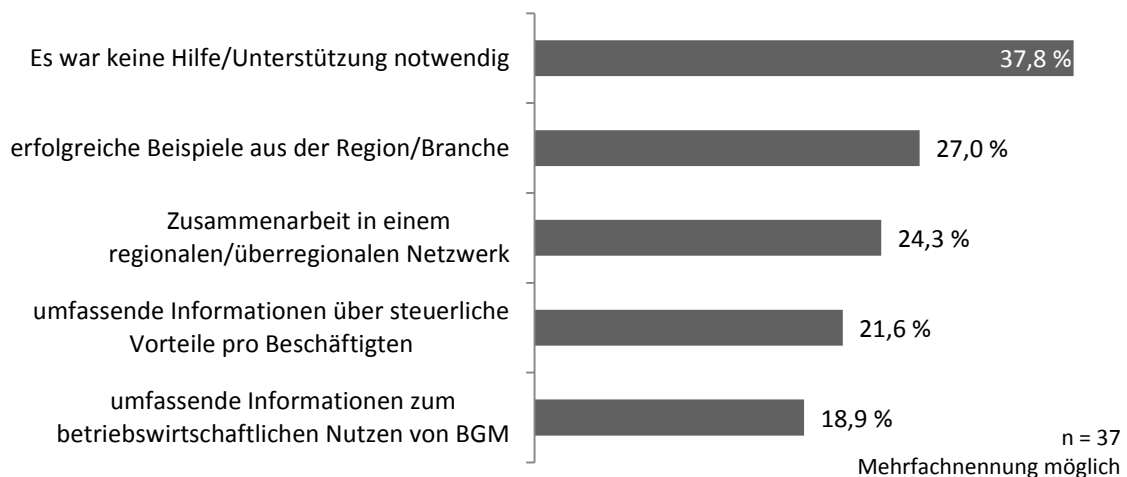 Es war keine Hilfe/Unterstützung notwendig
37,8 %
erfolgreiche Beispiele aus der Region/Branche
27,0 %
Zusammenarbeit in einem
regionalen/überregionalen Netzwerk
24,3 %
umfassende Informationen über steuerliche
Vorteile pro Beschäftigten
21,6 %
umfassende Informationen zum
betriebswirtschaftlichen Nutzen von BGM
18,9 %
n = 37
Mehrfachnennung möglich